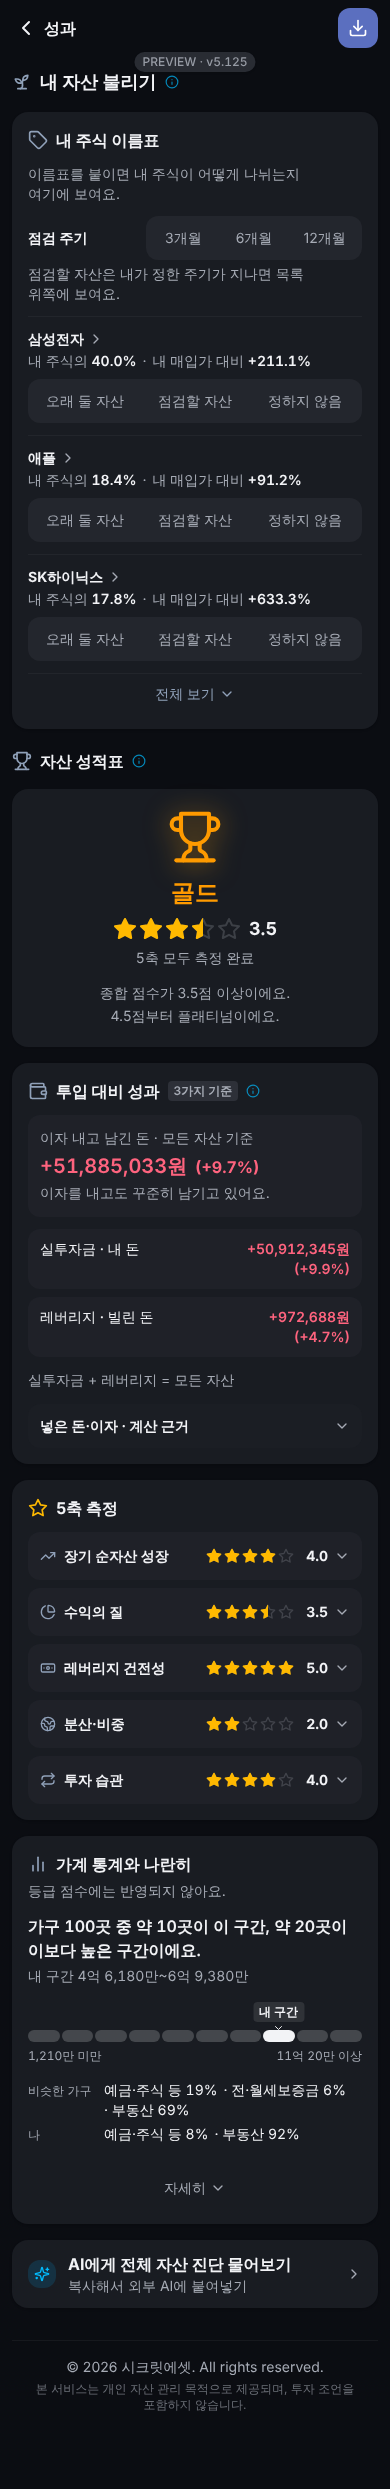 성과
PREVIEW · v5.125
내 자산 불리기
내 주식 이름표
이름표를 붙이면 내 주식이 어떻게 나뉘는지
여기에 보여요.
점검 주기 3개월 6개월 12개월
점검할 자산은 내가 정한 주기가 지나면 목록
위쪽에 보여요.
삼성전자
내 주식의 40.0% · 내 매입가 대비 +211.1%
오래 둘 자산 점검할 자산 정하지 않음
애플
내 주식의 18.4% · 내 매입가 대비 +91.2%
오래 둘 자산 점검할 자산 정하지 않음
SK하이닉스
내 주식의 17.8% · 내 매입가 대비 +633.3%
오래 둘 자산 점검할 자산 정하지 않음
전체 보기
자산 성적표
골드
3.5
5축 모두 측정 완료
종합 점수가 3.5점 이상이에요.
4.5점부터 플래티넘이에요.
투입 대비 성과 3가지 기준
이자 내고 남긴 돈 · 모든 자산 기준
+51,885,033원 (+9.7%)
이자를 내고도 꾸준히 남기고 있어요.
실투자금 · 내 돈 +50,912,345원
(+9.9%)
레버리지 · 빌린 돈 +972,688원
(+4.7%)
실투자금 + 레버리지 = 모든 자산
넣은 돈·이자 · 계산 근거
5축 측정
장기 순자산 성장 4.0
수익의 질 3.5
레버리지 건전성 5.0
분산·비중 2.0
투자 습관 4.0
가계 통계와 나란히
등급 점수에는 반영되지 않아요.
가구 100곳 중 약 10곳이 이 구간, 약 20곳이
이보다 높은 구간이에요.
내 구간 4억 6,180만~6억 9,380만
내 구간
1,210만 미만 11억 20만 이상
비슷한 가구 예금·주식 등 19% · 전·월세보증금 6%
· 부동산 69%
나 예금·주식 등 8% · 부동산 92%
자세히
AI에게 전체 자산 진단 물어보기
복사해서 외부 AI에 붙여넣기
© 2026 시크릿에셋. All rights reserved.
본 서비스는 개인 자산 관리 목적으로 제공되며, 투자 조언을
포함하지 않습니다.